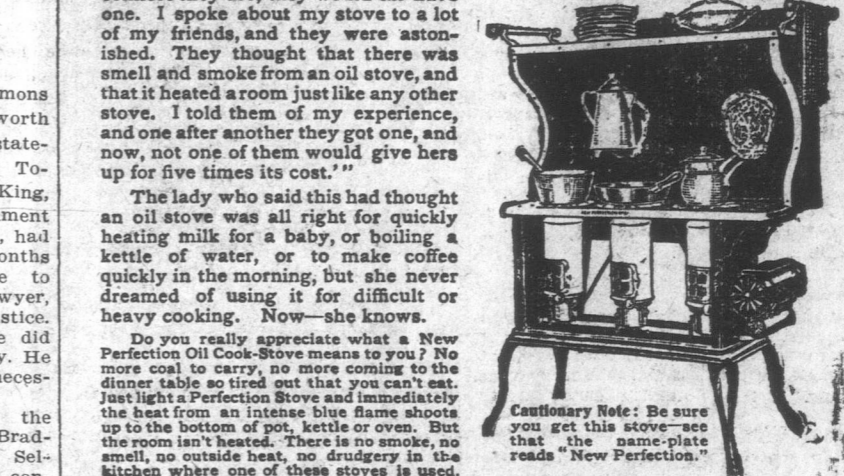 one. I spoke about my stove to a lot
of my friends, and they were aston-
ished. They thought that there was
smell and smoke from an oil stove, and
that it heated a room just like any other
stove. I told them of my experience,
and one after another they got one, and
now, not one of them would give hers
up for five times its cost.'"
The lady who said this had thought
an oil stove was all right for quickly
heating milk for a baby, or boiling a
kettle of water, or to make coffee
quickly in the morning, but she never
dreamed of using it for difficult or
heavy cooking. Now—she knows.
Do you really appreciate what a New
Perfection Oil Cook-Stove means to you? No
more coal to carry, no more coming to the
dinner table so tired out that you can't eat.
Just light a Perfection Stove and immediately
the heat from an intense blue flame shoots
up to the bottom of pot, kettle or oven. But
the room isn't heated. There is no smoke, no
smell, no outside heat, no drudgery in the
kitchen where one of these stoves is used.
Cautionary Note: Be sure
you get this stove—see
that the name-plate
reads "New Perfection."
mons
worth
state-
To-
King,
ment
, had
onths
e to
wyer,
stice.
e did
y. He
neces-
the
Brad-
Sel-